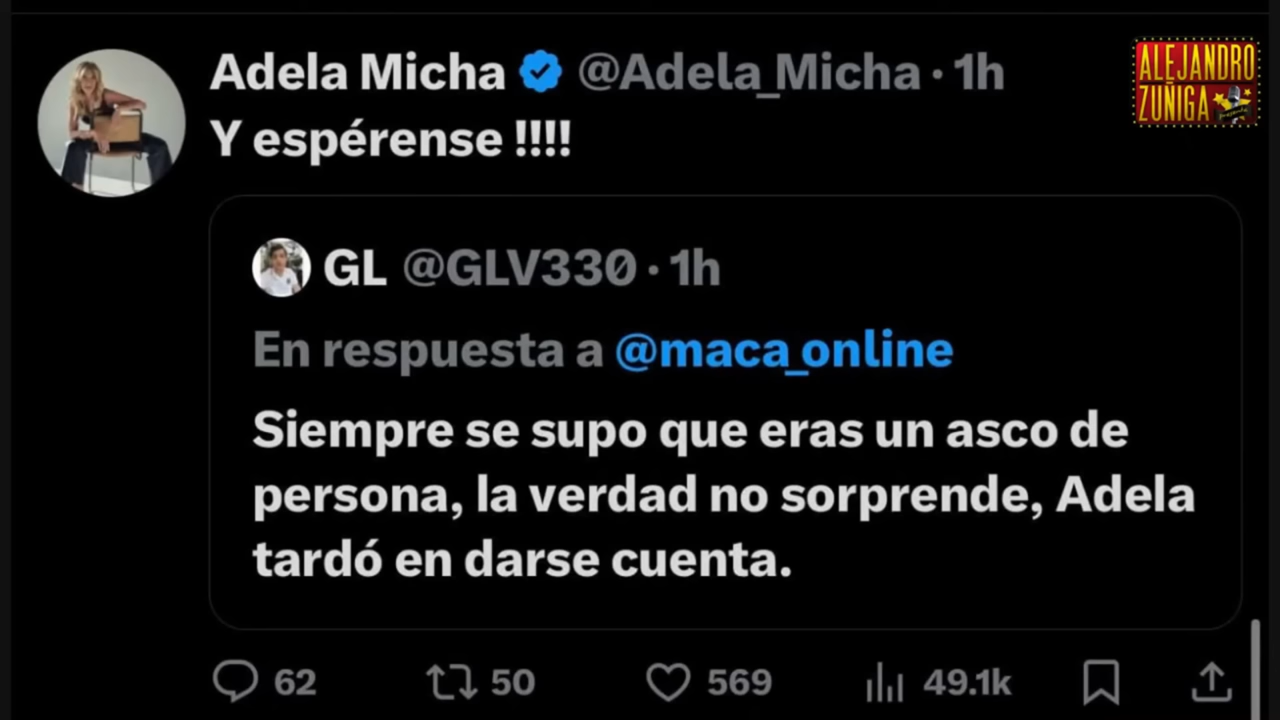 Adela Micha @Adela_Micha · 1h
Y espérense !!!!
ALEJANDRO
ZUÑIGA
GL @GLV330 · 1h
En respuesta a @maca_online
Siempre se supo que eras un asco de
persona, la verdad no sorprende, Adela
tardó en darse cuenta.
62 50 569 49.1k